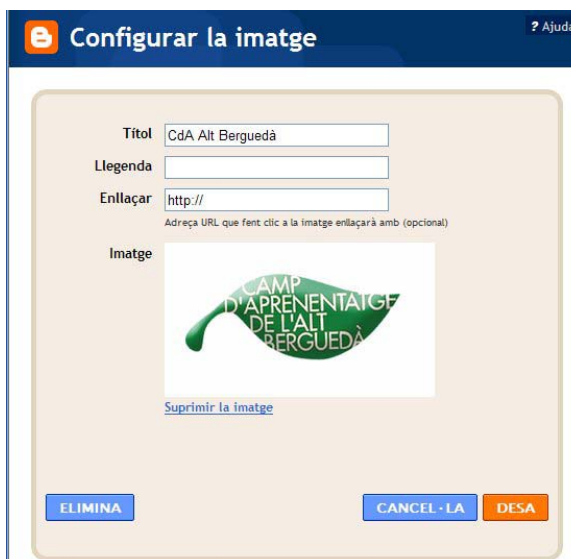 Configurar la imatge
? Ajuda
Títol
CdA Alt Berguedà
Llegenda
Enllaçar
http://
Adreça URL que fent clic a la imatge enllaçarà amb (opcional)
Imatge
CAMP
D'APRENENTATGE
DE L'ALT
BERGUEDÀ
Suprimir la imatge
ELIMINA
CANCEL·LA
DESA